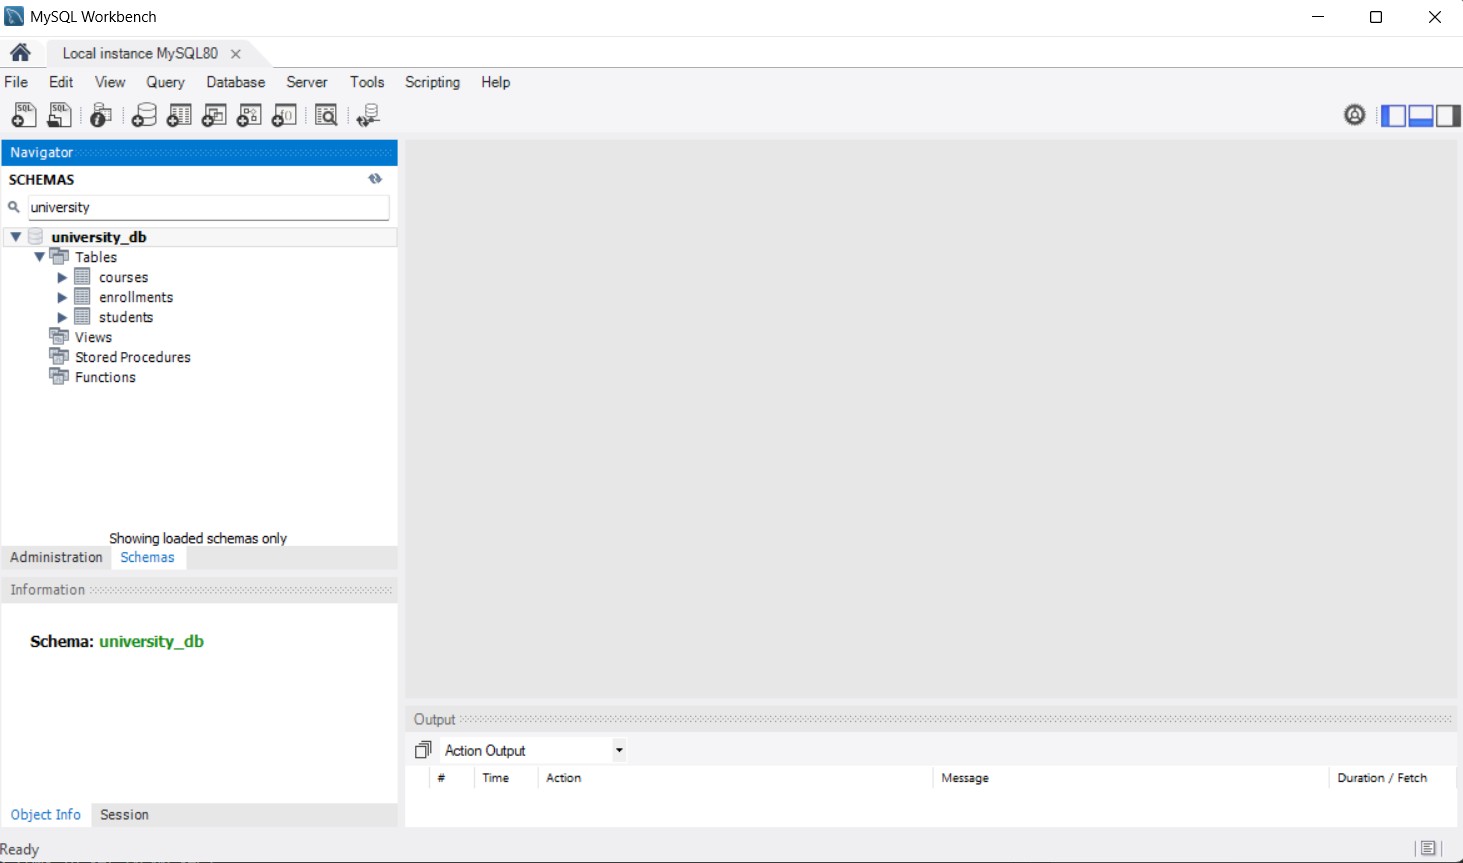 MySQL Workbench
Local instance MySQL80
File Edit View Query Database Server Tools Scripting Help
SQL SQL
Navigator
SCHEMAS
university
university_db
Tables
courses
enrollments
students
Views
Stored Procedures
Functions
Showing loaded schemas only
Administration Schemas
Information
Schema: university_db
Object Info Session
Output
Action Output
# Time Action Message Duration / Fetch
Ready